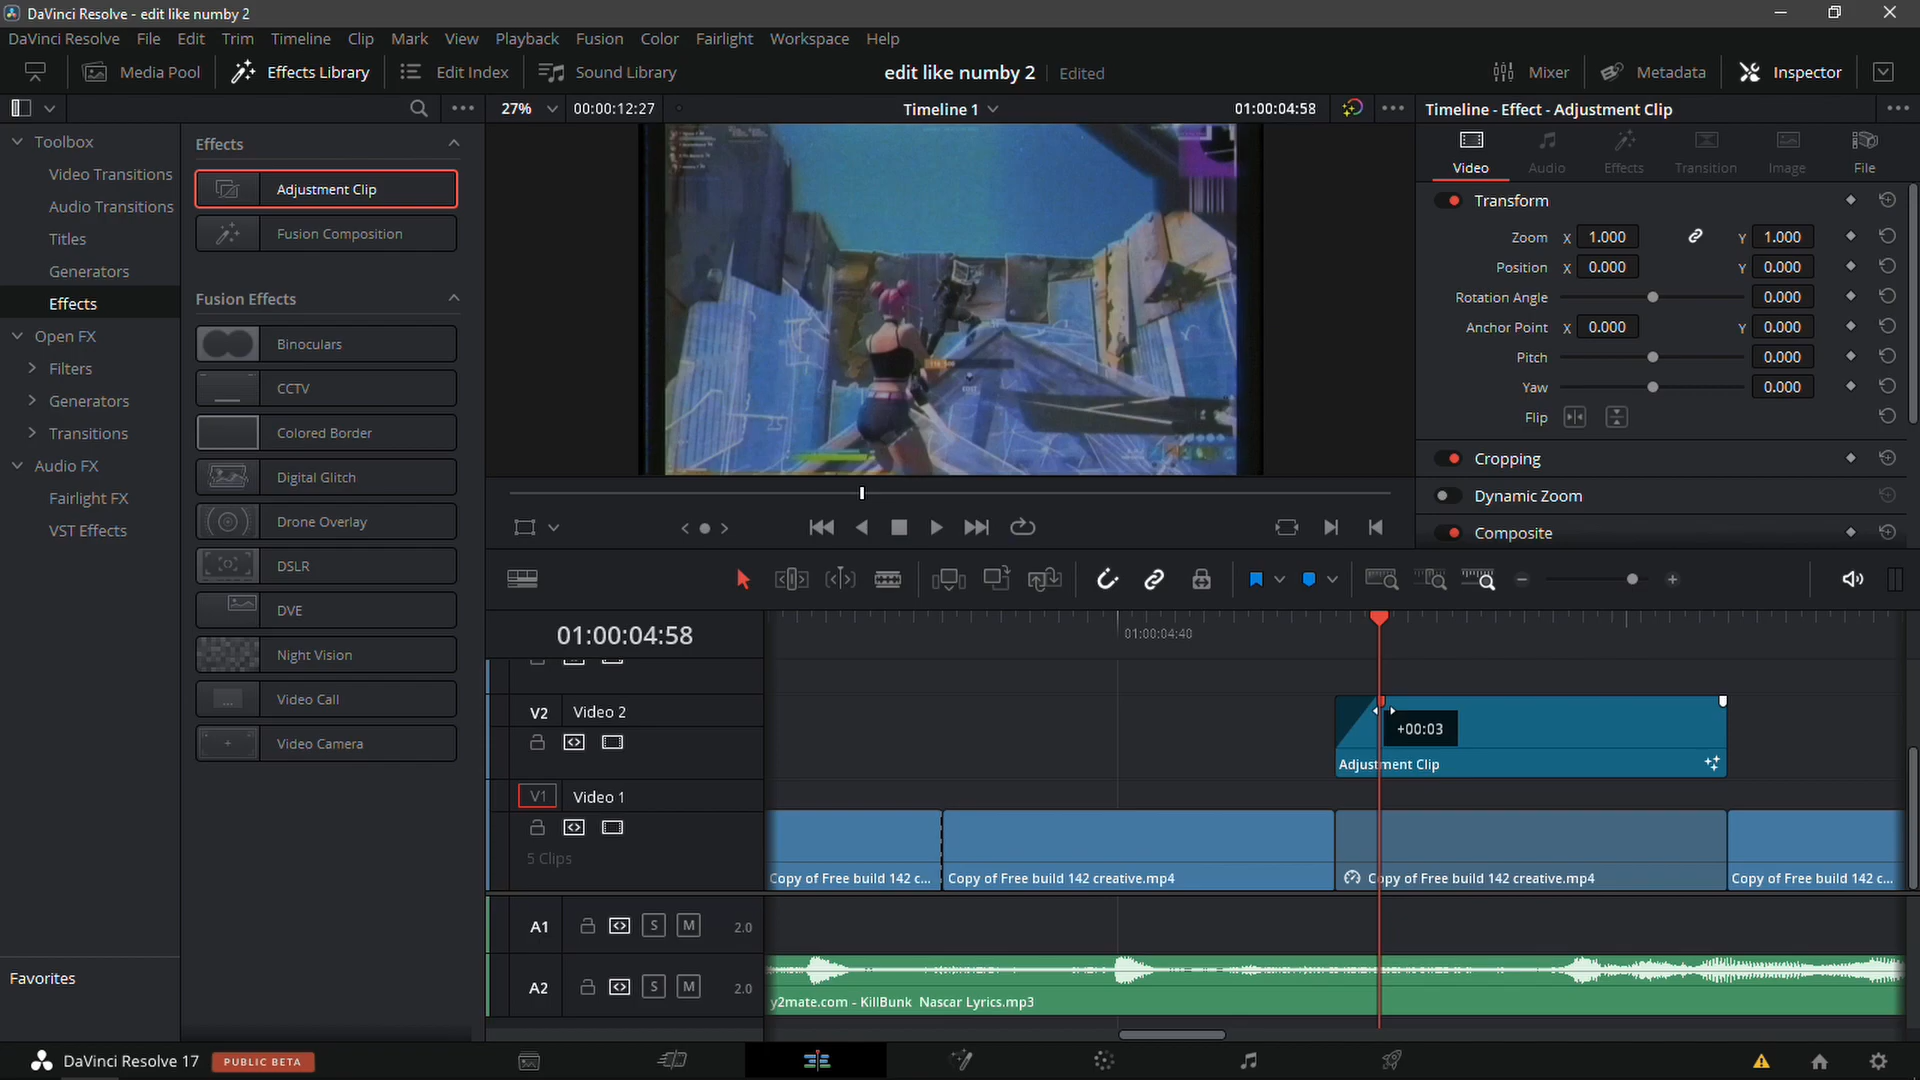 DaVinci Resolve - edit like numby 2
DaVinci Resolve File Edit Trim Timeline Clip Mark View Playback Fusion Color Fairlight Workspace Help
Media Pool Effects Library Edit Index Sound Library edit like numby 2 Edited Mixer Metadata Inspector
27% 00:00:12:27 Timeline 1 01:00:04:58 Timeline - Effect - Adjustment Clip
Toolbox
Video Transitions
Audio Transitions
Titles
Generators
Effects
Open FX
Filters
Generators
Transitions
Audio FX
Fairlight FX
VST Effects
Favorites
Effects
Adjustment Clip
Fusion Composition
Fusion Effects
Binoculars
CCTV
Colored Border
Digital Glitch
Drone Overlay
DSLR
DVE
Night Vision
Video Call
Video Camera
Video Audio Effects Transition Image File
Transform
Zoom X 1.000 Y 1.000
Position X 0.000 Y 0.000
Rotation Angle 0.000
Anchor Point X 0.000 Y 0.000
Pitch 0.000
Yaw 0.000
Flip
Cropping
Dynamic Zoom
Composite
01:00:04:58
01:00:04:40
V2 Video 2
+00:03
Adjustment Clip
V1 Video 1
5 Clips
Copy of Free build 142 c...
Copy of Free build 142 creative.mp4
Copy of Free build 142 creative.mp4
Copy of Free build 142 c...
A1 S M 2.0
A2 S M 2.0
y2mate.com - KillBunk Nascar Lyrics.mp3
DaVinci Resolve 17 PUBLIC BETA